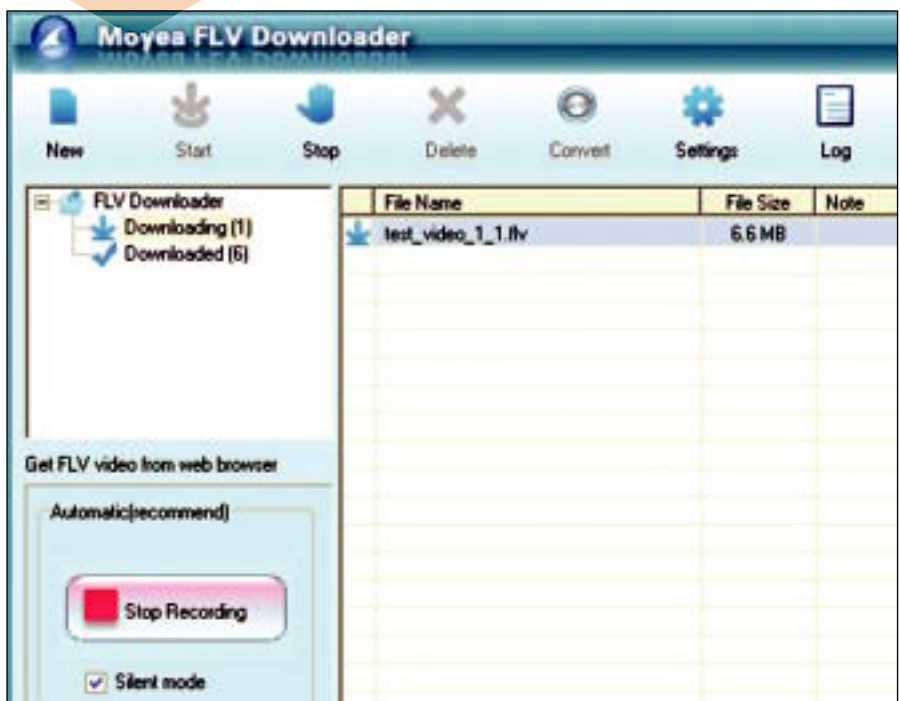 Moyea FLV Downloader
New Start Stop Delete Convert Settings Log
FLV Downloader
Downloading (1)
Downloaded (6)
File Name File Size Note
test_video_1_1.flv 6.6 MB
Get FLV video from web browser
Automatic(recommend)
Stop Recording
Silent mode